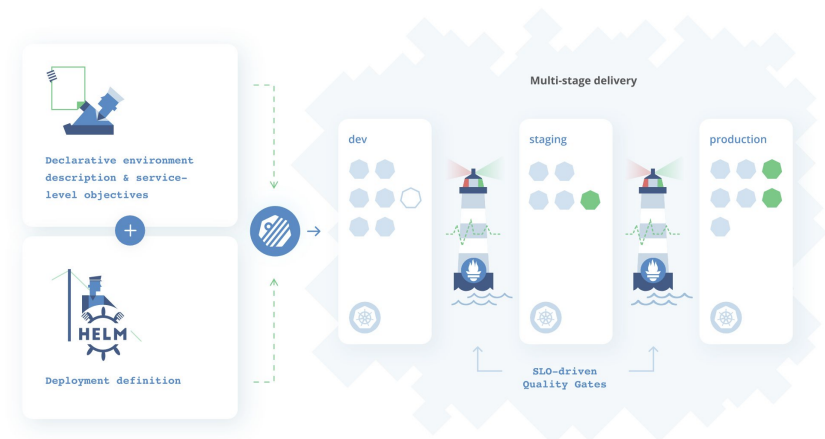 Declarative environment
description & service-
level objectives
HELM
Deployment definition
Multi-stage delivery
dev
staging
production
SLO-driven
Quality Gates